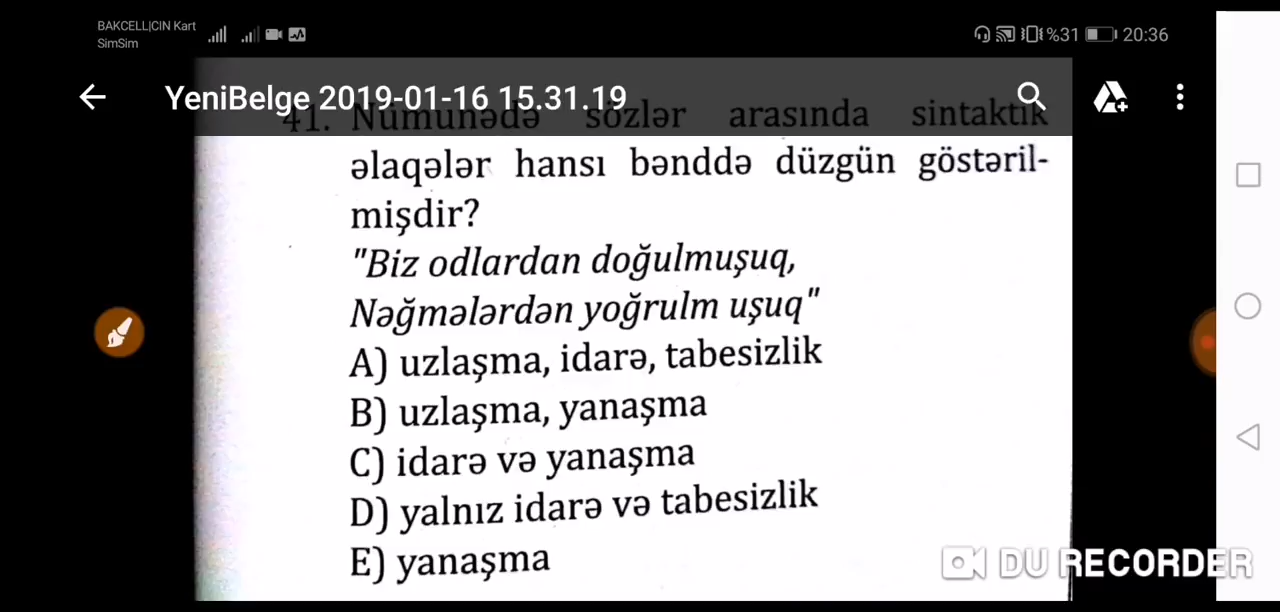 BAKCELL|CIN Kart
SimSim
%31 20:36
YeniBelge 2019-01-16 15.31.19
41. Nümunədə sözlər arasında sintaktik
əlaqələr hansı bənddə düzgün göstəril-
mişdir?
"Biz odlardan doğulmuşuq,
Nəğmələrdən yoğrulm uşuq"
A) uzlaşma, idarə, tabesizlik
B) uzlaşma, yanaşma
C) idarə və yanaşma
D) yalnız idarə və tabesizlik
E) yanaşma
DU RECORDER